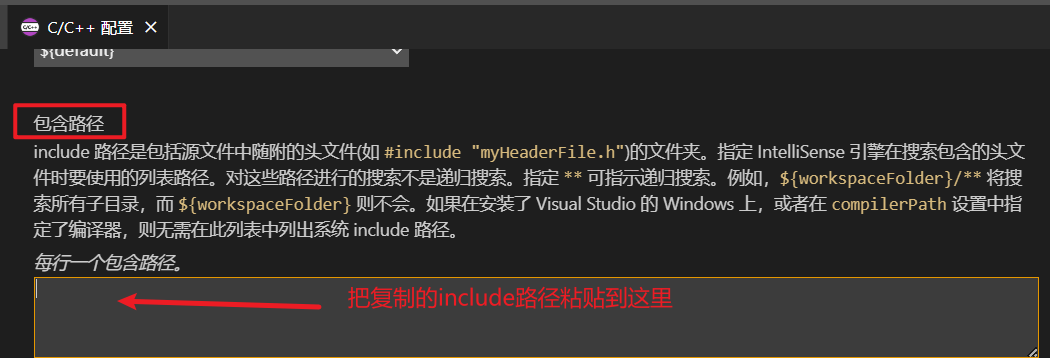 C/C++ 配置
${default}
包含路径
include 路径是包括源文件中随附的头文件(如 #include "myHeaderFile.h")的文件夹。指定 IntelliSense 引擎在搜索包含的头文
件时要使用的列表路径。对这些路径进行的搜索不是递归搜索。指定 ** 可指示递归搜索。例如，${workspaceFolder}/** 将搜
索所有子目录，而 ${workspaceFolder} 则不会。如果在安装了 Visual Studio 的 Windows 上，或者在 compilerPath 设置中指
定了编译器，则无需在此列表中列出系统 include 路径。
每行一个包含路径。
把复制的include路径粘贴到这里